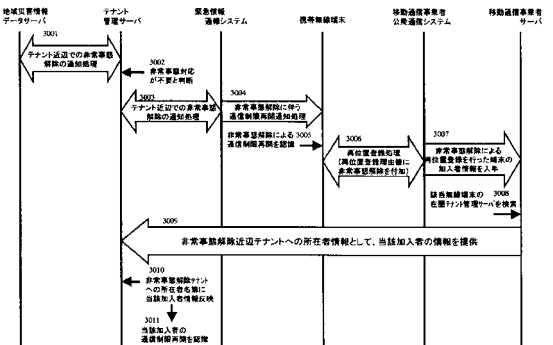 地域災害情報
データサーバ
テナント
管理サーバ
緊急情報
通報システム
携帯無線端末
移動通信事業者
公衆通信システム
移動通信事業者
サーバ
3001
テナント近辺での非常事態
解除の通知処理
3002
非常事態対応
が不要と判断
3003
テナント近辺での非常事態
解除の通知処理
3004
非常事態解除に伴う
通信制限再開通知処理
非常事態解除による
通信制限再開を認識
3005
3006
再位置登録処理
(再位置登録理由値に
非常事態解除を付加)
3007
非常事態解除による
再位置登録を行った端末の
加入者情報を入手
該当無線端末の
在圏テナント管理サーバを検索
3008
3009
非常事態解除近辺テナントへの所在者情報として、当該加入者の情報を提供
3010
非常事態解除テナント
への所在者名簿に
当該加入者情報反映
3011
当該加入者の
通信制限再開を認識